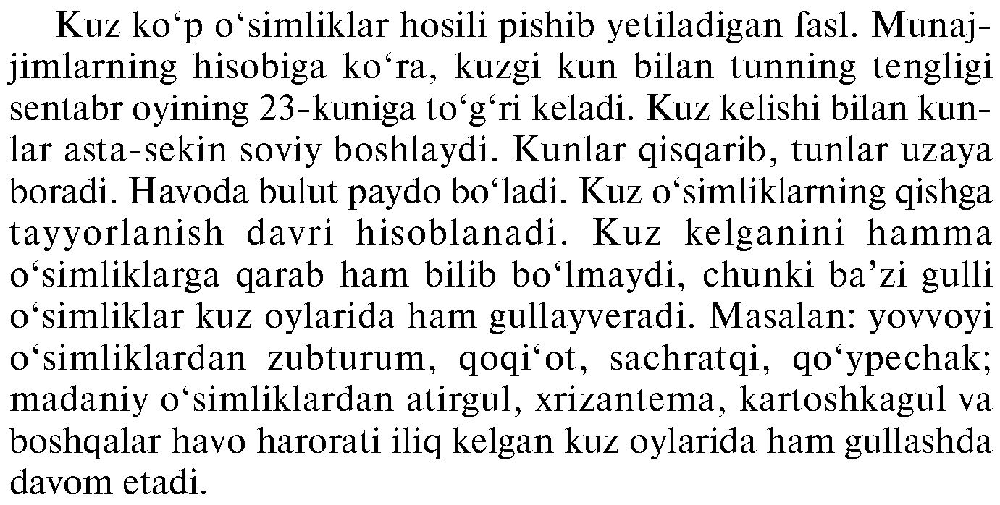 Kuz ko‘p o‘simliklar hosili pishib yetiladigan fasl. Munaj-
jimlarning hisobiga ko‘ra, kuzgi kun bilan tunning tengligi
sentabr oyining 23-kuniga to‘g‘ri keladi. Kuz kelishi bilan kun-
lar asta-sekin soviy boshlaydi. Kunlar qisqarib, tunlar uzaya
boradi. Havoda bulut paydo bo‘ladi. Kuz o‘simliklarning qishga
tayyorlanish davri hisoblanadi. Kuz kelganini hamma
o‘simliklarga qarab ham bilib bo‘lmaydi, chunki ba’zi gulli
o‘simliklar kuz oylarida ham gullayveradi. Masalan: yovvoyi
o‘simliklardan zubturum, qoqi‘ot, sachratqi, qo‘ypechak;
madaniy o‘simliklardan atirgul, xrizantema, kartoshkagul va
boshqalar havo harorati iliq kelgan kuz oylarida ham gullashda
davom etadi.